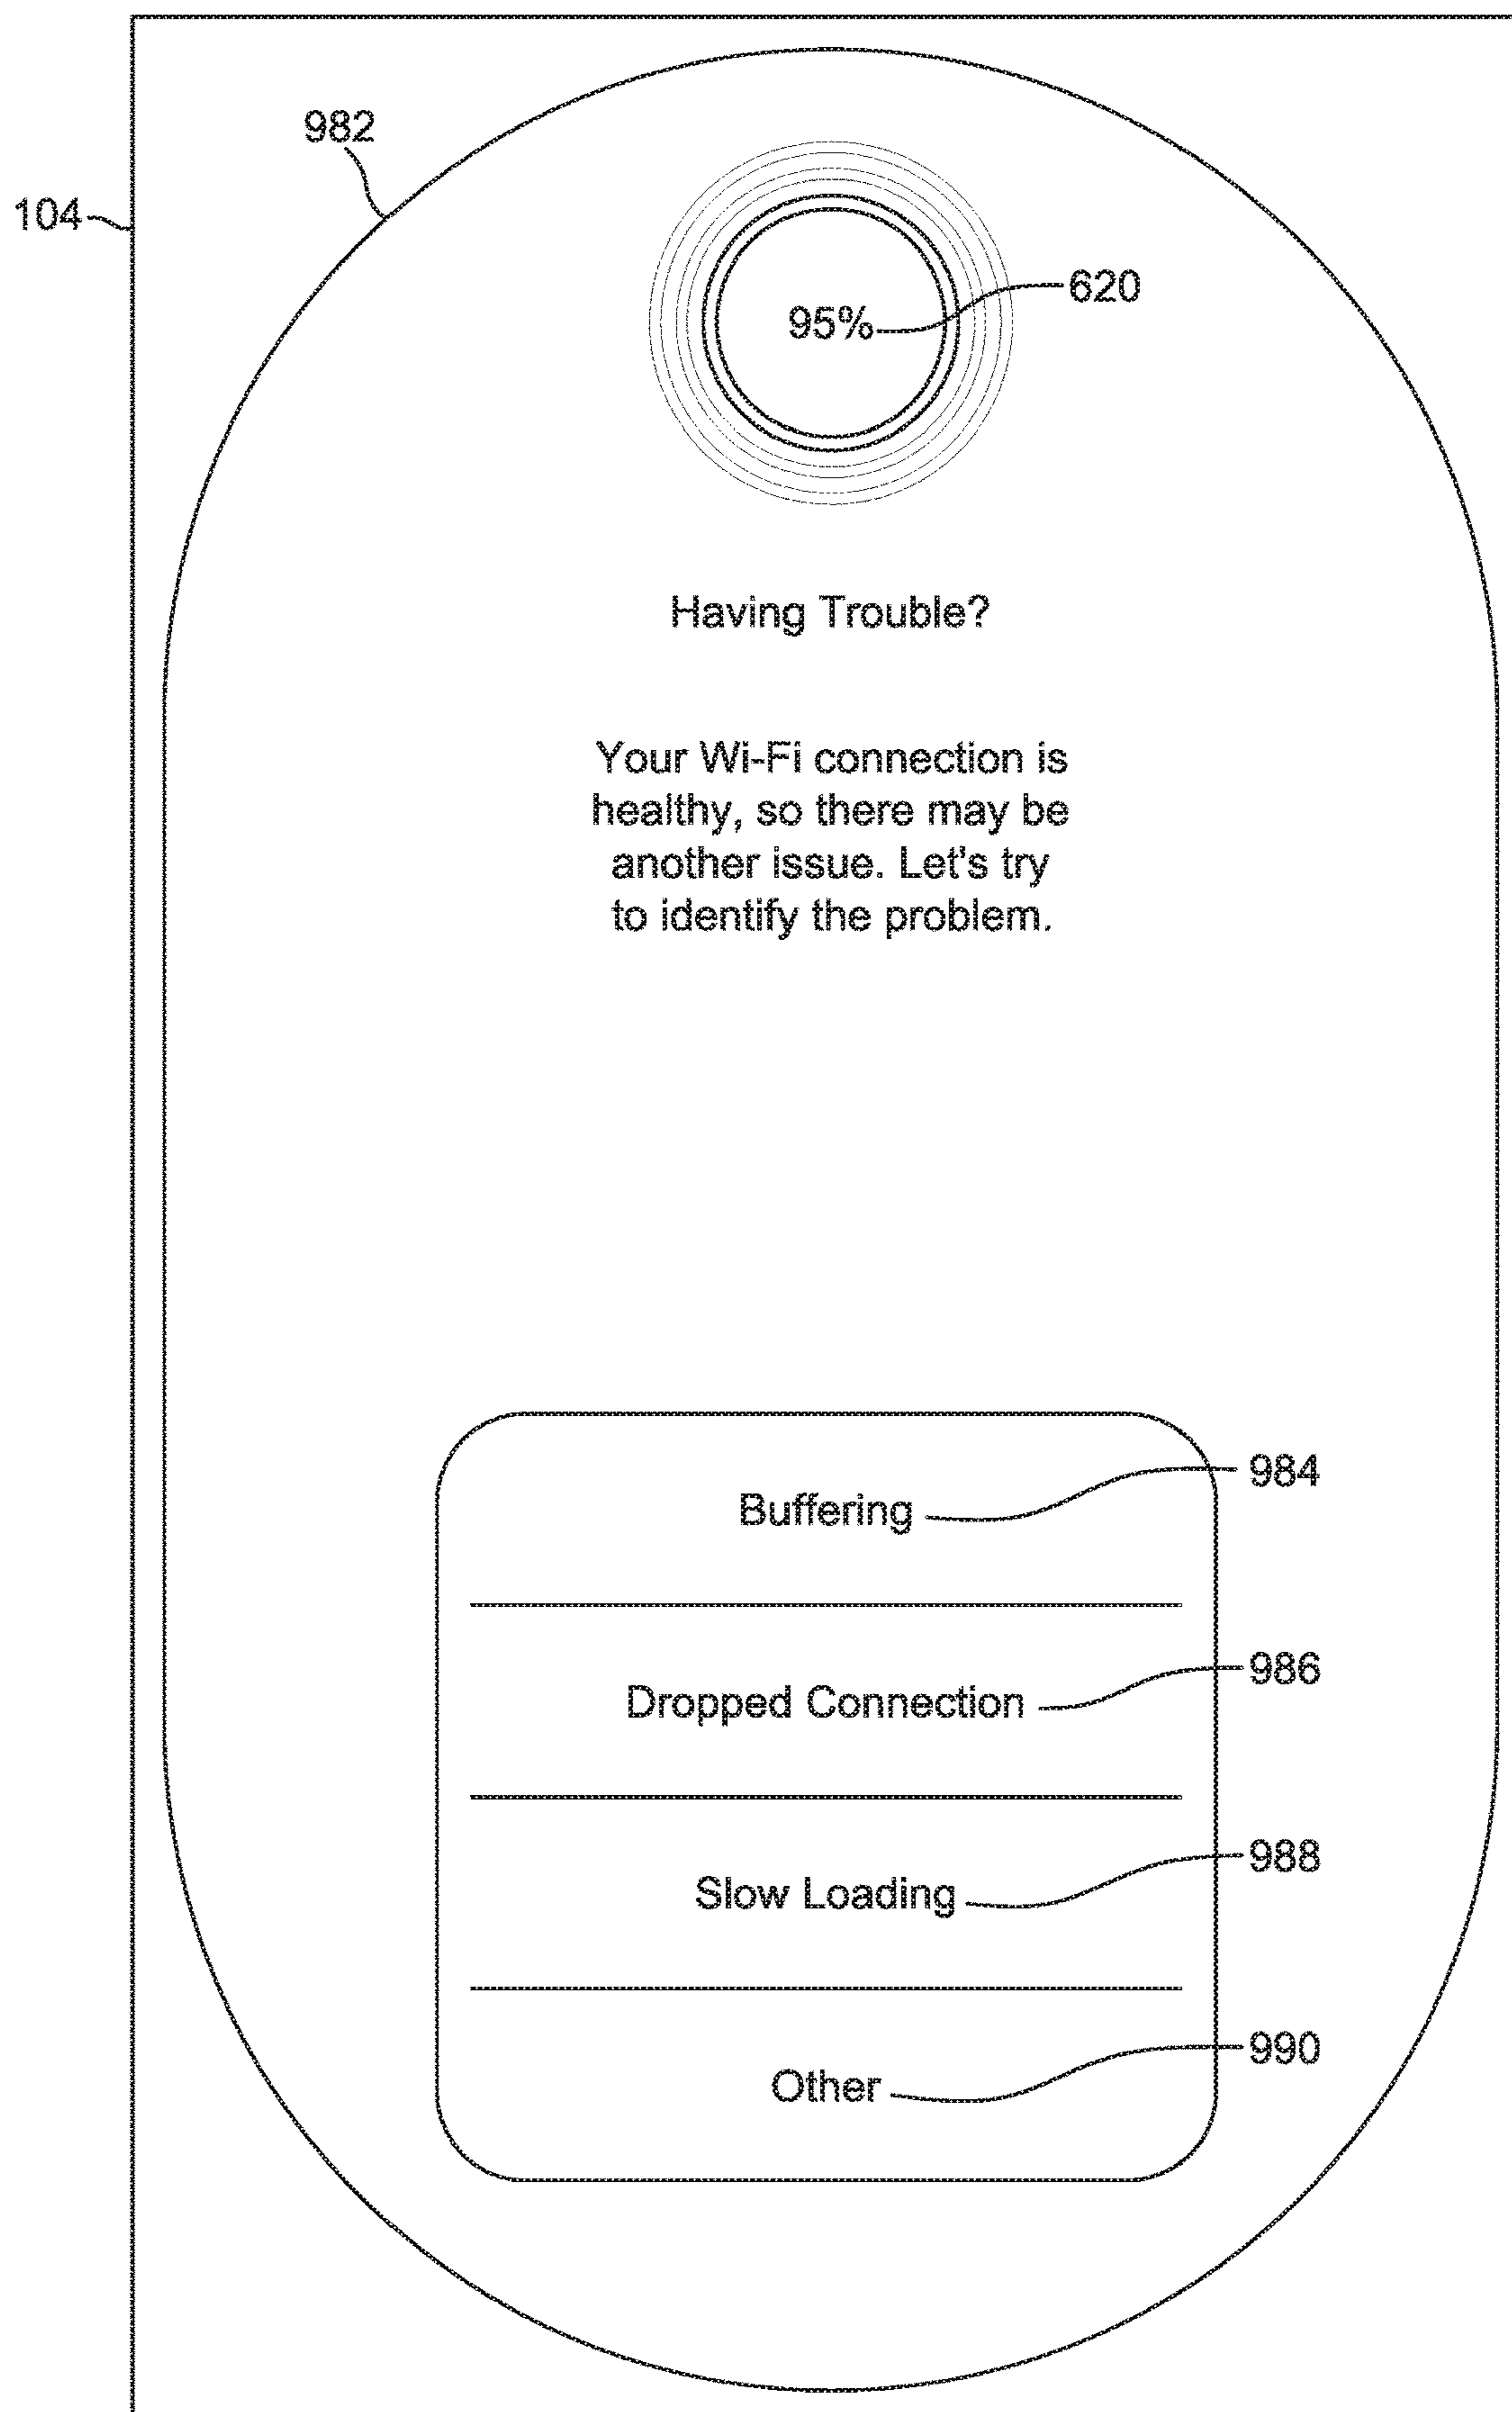 982
104
620
95%
Having Trouble?
Your Wi-Fi connection is
healthy, so there may be
another issue. Let's try
to identify the problem.
984
Buffering
986
Dropped Connection
988
Slow Loading
990
Other